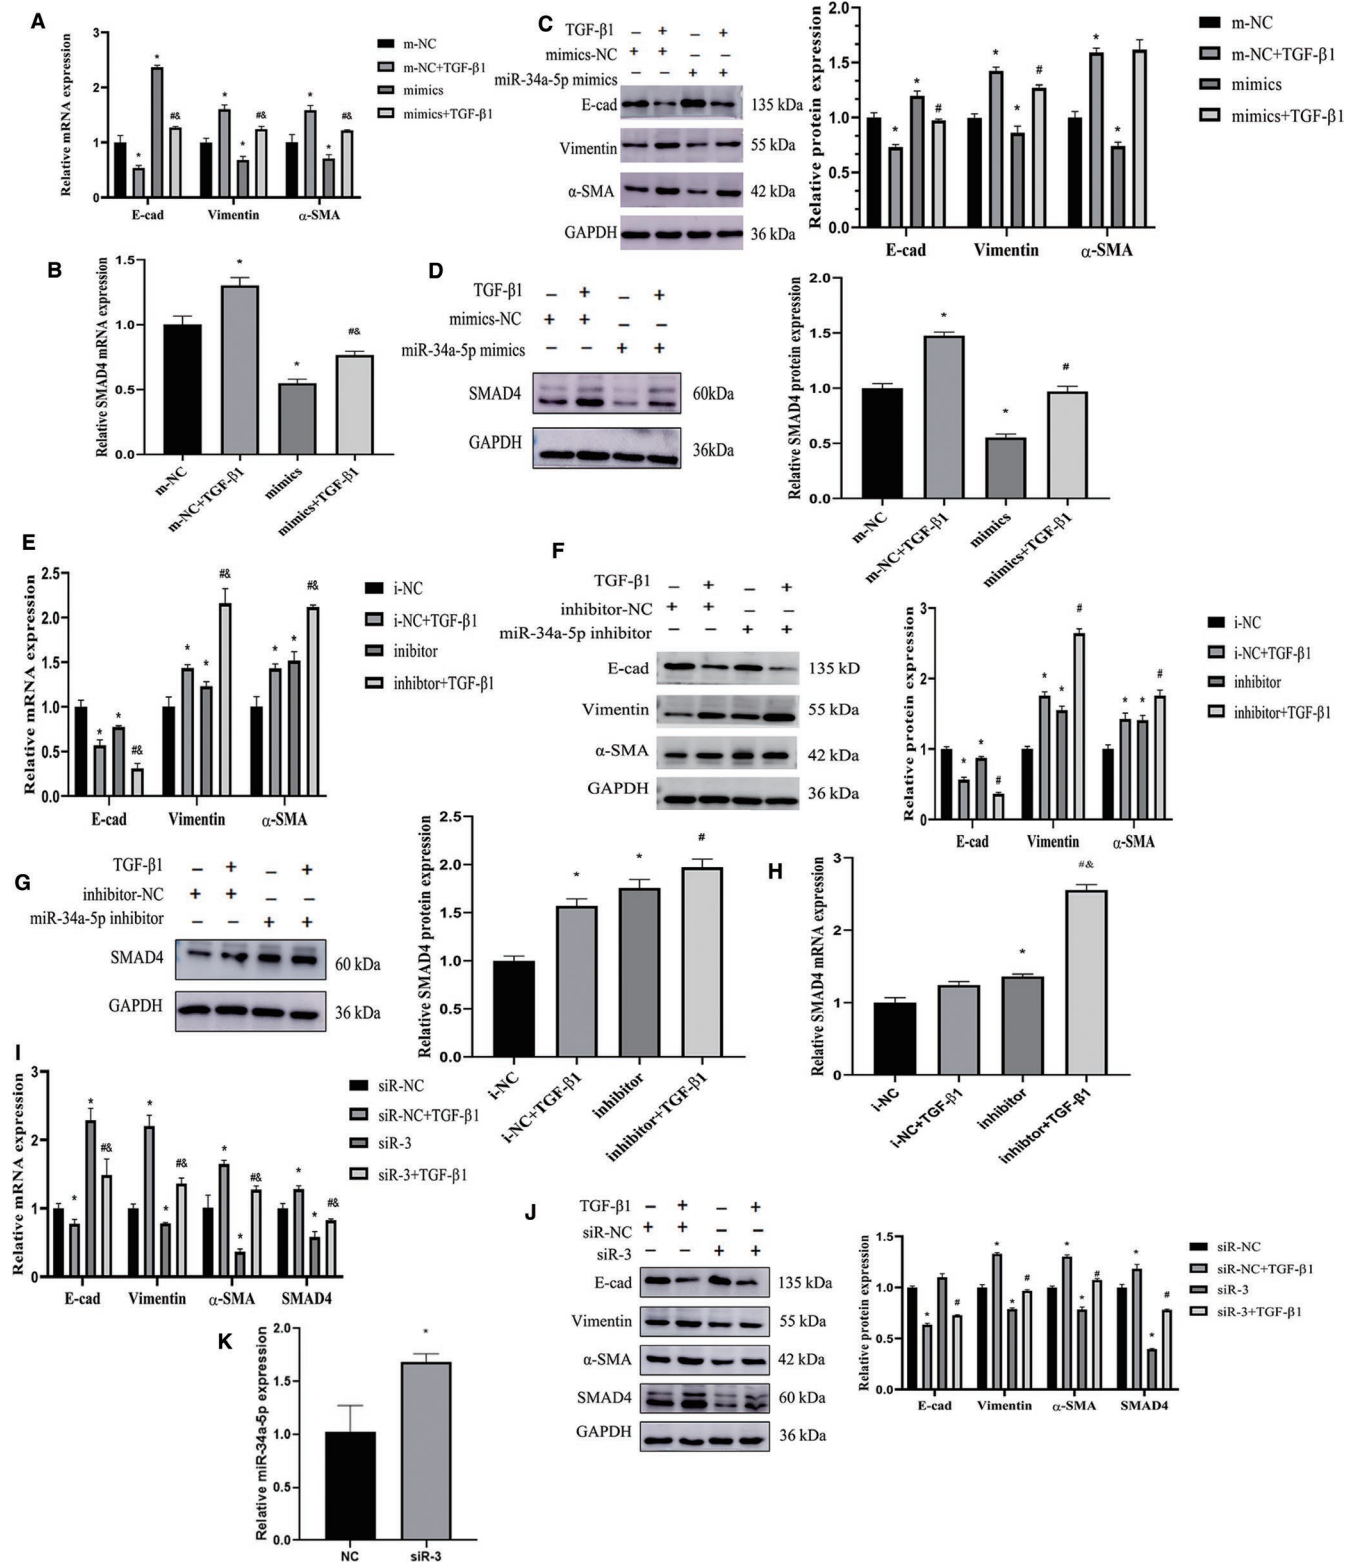 A
Relative mRNA expression
3
2
1
0
*
*
#&
*
*
#&
*
*
#&
E-cad Vimentin α-SMA
m-NC
m-NC+TGF-β1
mimics
mimics+TGF-β1
C
TGF-β1 – + – +
mimics-NC + + – –
miR-34a-5p mimics – – + +
E-cad 135 kDa
Vimentin 55 kDa
α-SMA 42 kDa
GAPDH 36 kDa
Relative protein expression
2.0
1.5
1.0
0.5
0.0
*
*
#
*
*
#
*
*
E-cad Vimentin α-SMA
m-NC
m-NC+TGF-β1
mimics
mimics+TGF-β1
B
Relative SMAD4 mRNA expression
1.5
1.0
0.5
0.0
*
*
#&
m-NC
m-NC+TGF-β1
mimics
mimics+TGF-β1
D
TGF-β1 – + – +
mimics-NC + + – –
miR-34a-5p mimics – – + +
SMAD4 60kDa
GAPDH 36kDa
Relative SMAD4 protein expression
2.0
1.5
1.0
0.5
0.0
*
*
#
m-NC
m-NC+TGF-β1
mimics
mimics+TGF-β1
E
Relative mRNA expression
2.5
2.0
1.5
1.0
0.5
0.0
*
*
#&
*
*
#&
*
*
#&
E-cad Vimentin α-SMA
i-NC
i-NC+TGF-β1
inibitor
inhibtor+TGF-β1
F
TGF-β1 – + – +
inhibitor-NC + + – –
miR-34a-5p inhibitor – – + +
E-cad 135 kD
Vimentin 55 kDa
α-SMA 42 kDa
GAPDH 36 kDa
Relative protein expression
3
2
1
0
*
*
#
*
*
#
*
*
#
E-cad Vimentin α-SMA
i-NC
i-NC+TGF-β1
inhibitor
inhibitor+TGF-β1
G
TGF-β1 – + – +
inhibitor-NC + + – –
miR-34a-5p inhibitor – – + +
SMAD4 60 kDa
GAPDH 36 kDa
Relative SMAD4 protein expression
2.5
2.0
1.5
1.0
0.5
0.0
*
*
#
i-NC
i-NC+TGF-β1
inhibitor
inhibitor+TGF-β1
H
Relative SMAD4 mRNA expression
3
2
1
0
*
#&
i-NC
i-NC+TGF-β1
inhibitor
inhibtor+TGF-β1
I
Relative mRNA expression
3
2
1
0
*
*
#&
*
*
#&
*
*
#&
*
*
#&
E-cad Vimentin α-SMA SMAD4
siR-NC
siR-NC+TGF-β1
siR-3
siR-3+TGF-β1
J
TGF-β1 – + – +
siR-NC + + – –
siR-3 – – + +
E-cad 135 kDa
Vimentin 55 kDa
α-SMA 42 kDa
SMAD4 60 kDa
GAPDH 36 kDa
Relative protein expression
1.5
1.0
0.5
0.0
*
#
*
*
#
*
*
#
*
*
#
E-cad Vimentin α-SMA SMAD4
siR-NC
siR-NC+TGF-β1
siR-3
siR-3+TGF-β1
K
Relative miR-34a-5p expression
2.0
1.5
1.0
0.5
0.0
*
NC siR-3